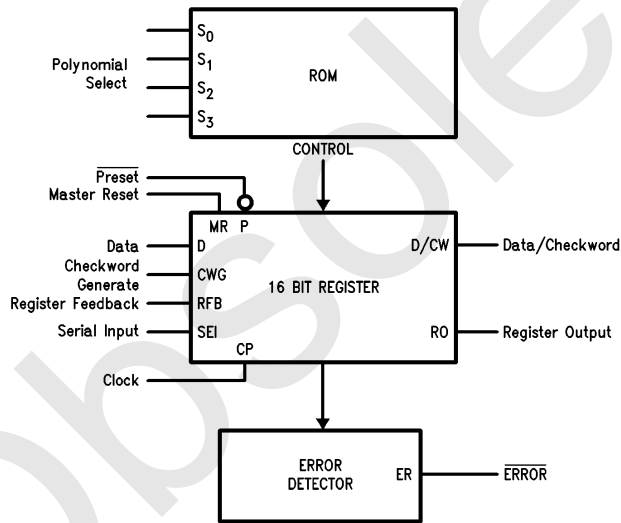 S0
S1
S2
S3
Polynomial
Select
ROM
CONTROL
Preset
Master Reset
MR P
Data
D
D/CW
Data/Checkword
Checkword
Generate
CWG
16 BIT REGISTER
Register Feedback
RFB
Serial Input
SEI
RO
Register Output
CP
Clock
ERROR
DETECTOR
ER
ERROR
obsole